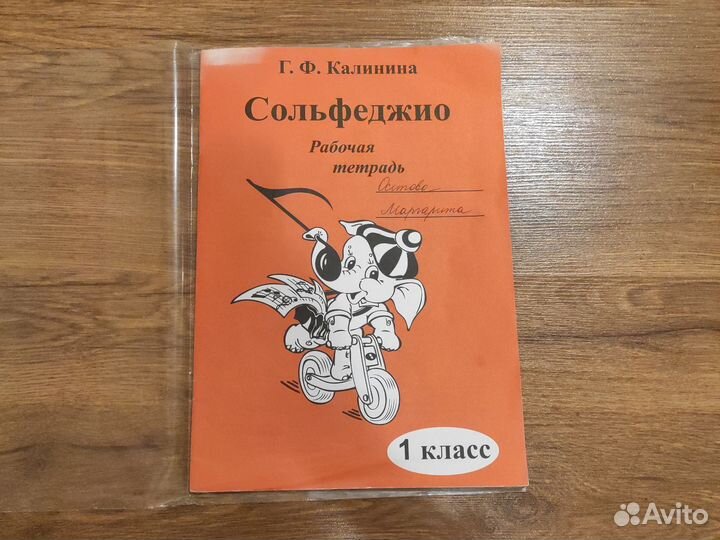 Г. Ф. Калинина
Сольфеджио
Рабочая
тетрадь
Маргарита
1 класс
Avito